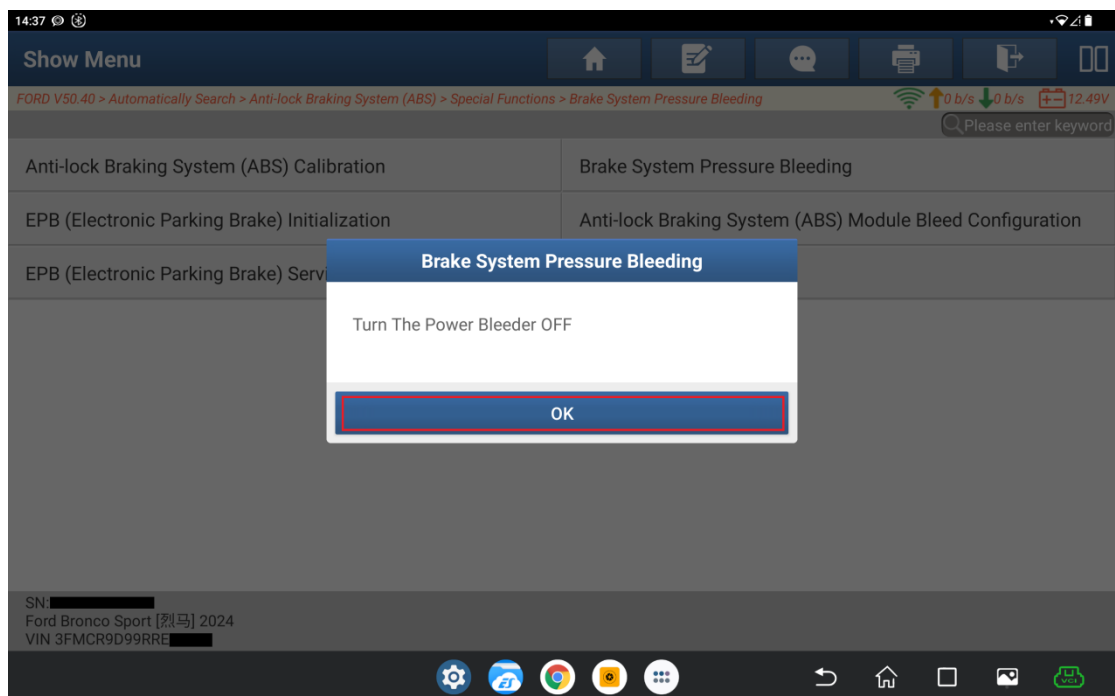 14:37
Show Menu
FORD V50.40 > Automatically Search > Anti-lock Braking System (ABS) > Special Functions > Brake System Pressure Bleeding
0 b/s 0 b/s 12.49V
Please enter keyword
Anti-lock Braking System (ABS) Calibration
Brake System Pressure Bleeding
EPB (Electronic Parking Brake) Initialization
Anti-lock Braking System (ABS) Module Bleed Configuration
EPB (Electronic Parking Brake) Servi
Brake System Pressure Bleeding
Turn The Power Bleeder OFF
OK
SN:
Ford Bronco Sport [烈马] 2024
VIN 3FMCR9D99RRE
ES
VCI